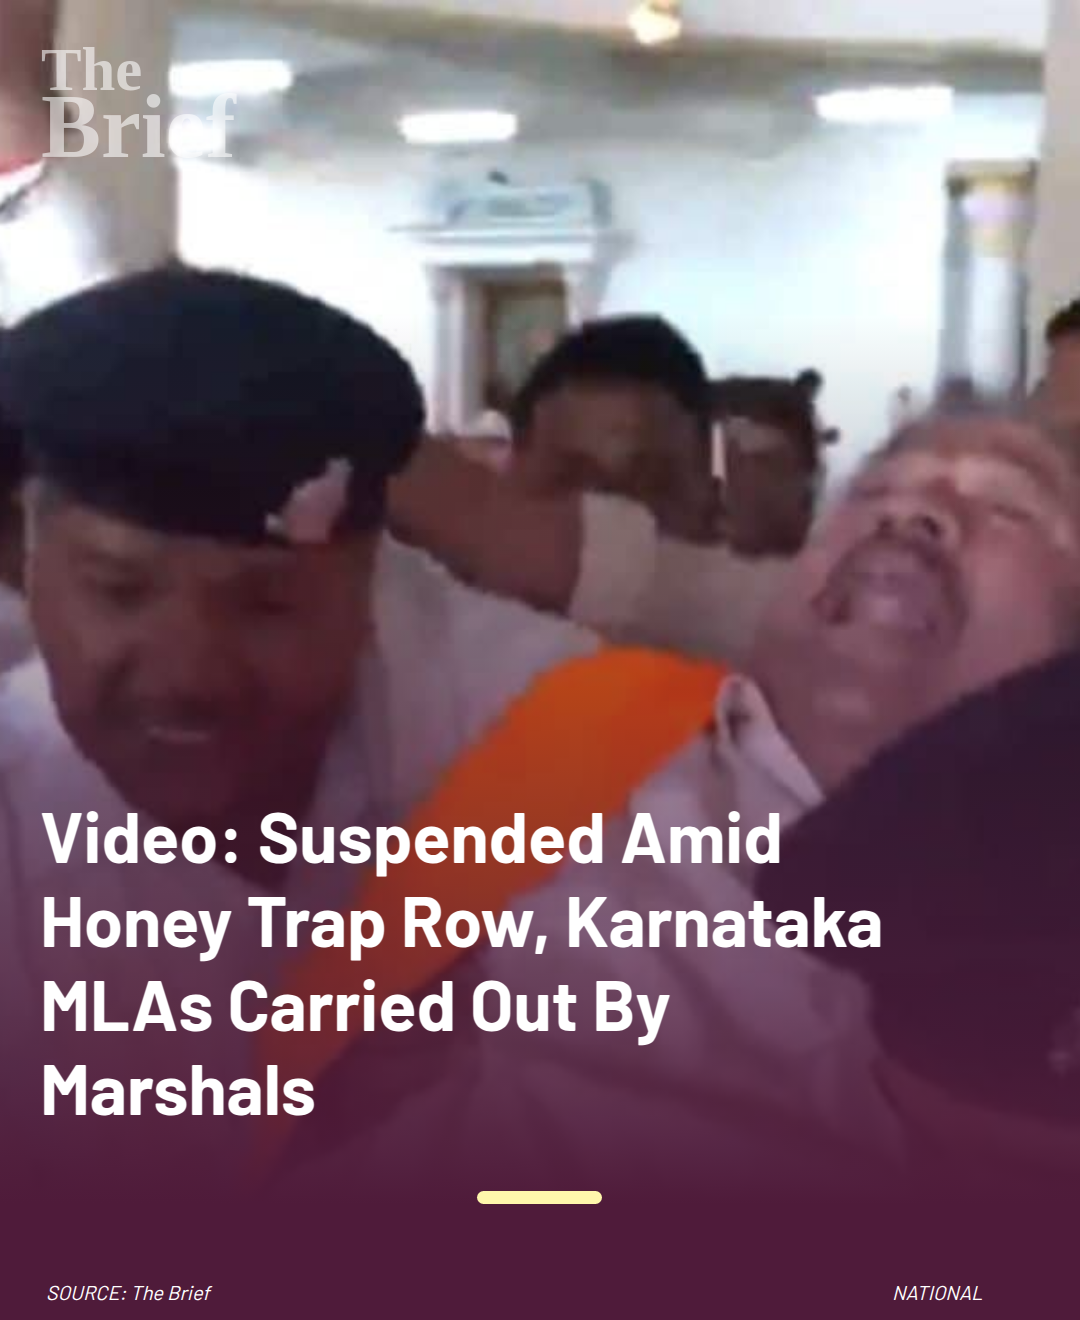 The
Brief
Video: Suspended Amid
Honey Trap Row, Karnataka
MLAs Carried Out By
Marshals
SOURCE: The Brief
NATIONAL